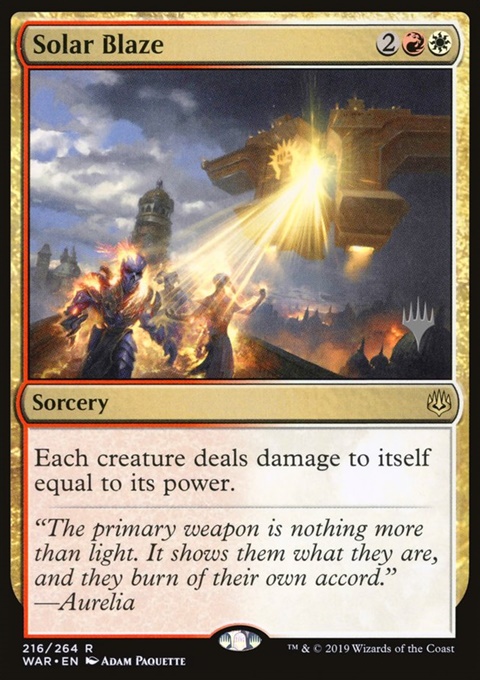 Solar Blaze 2
Sorcery
Each creature deals damage to itself
equal to its power.
“The primary weapon is nothing more
than light. It shows them what they are,
and they burn of their own accord.”
—Aurelia
216/264 R
WAR • EN Adam Paquette
™ & © 2019 Wizards of the Coast